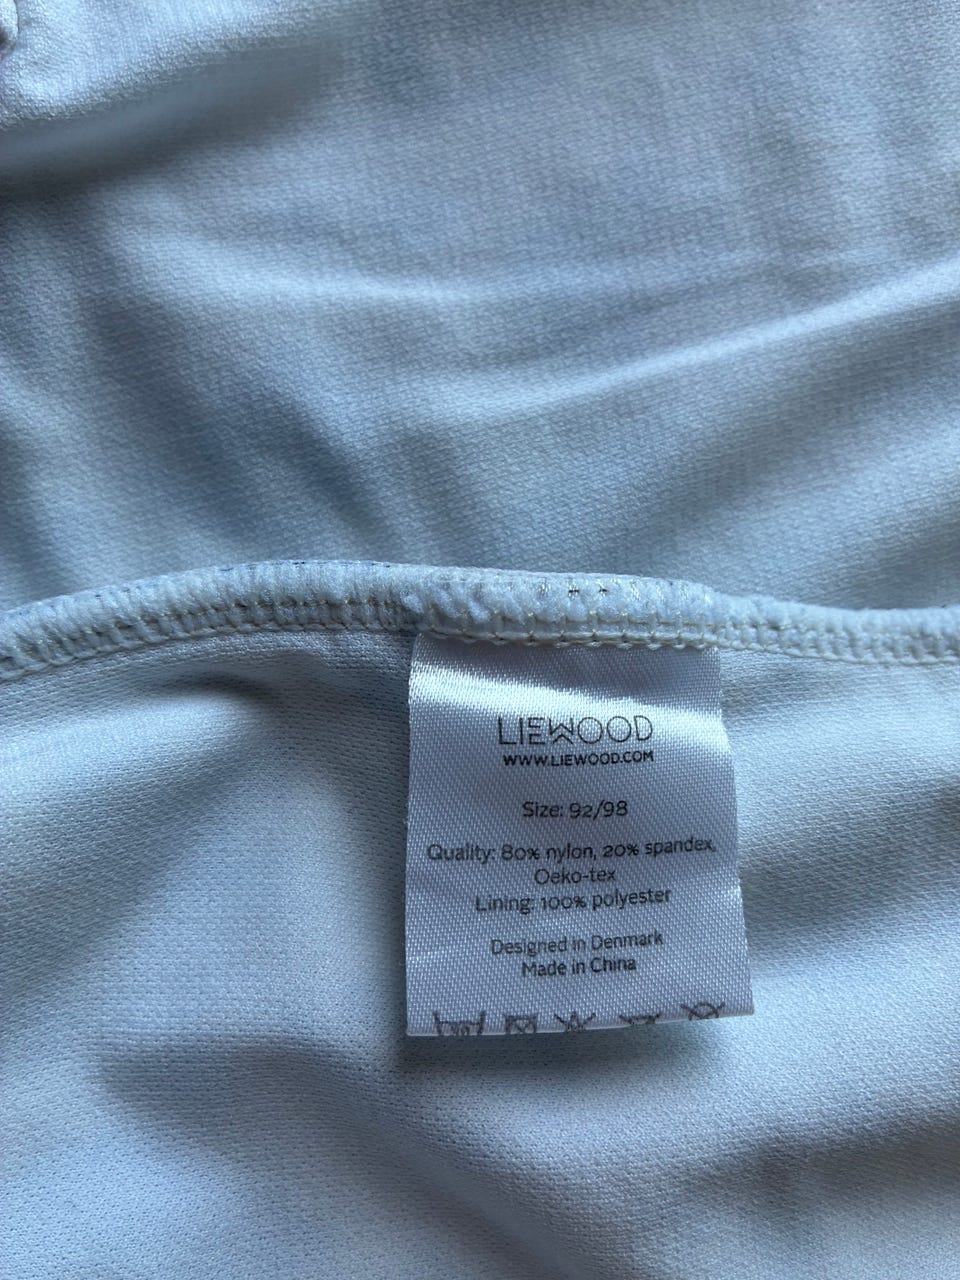 LIEWOOD
WWW.LIEWOOD.COM
Size: 92/98
Quality: 80% nylon, 20% spandex,
Oeko-tex
Lining: 100% polyester
Designed in Denmark
Made in China